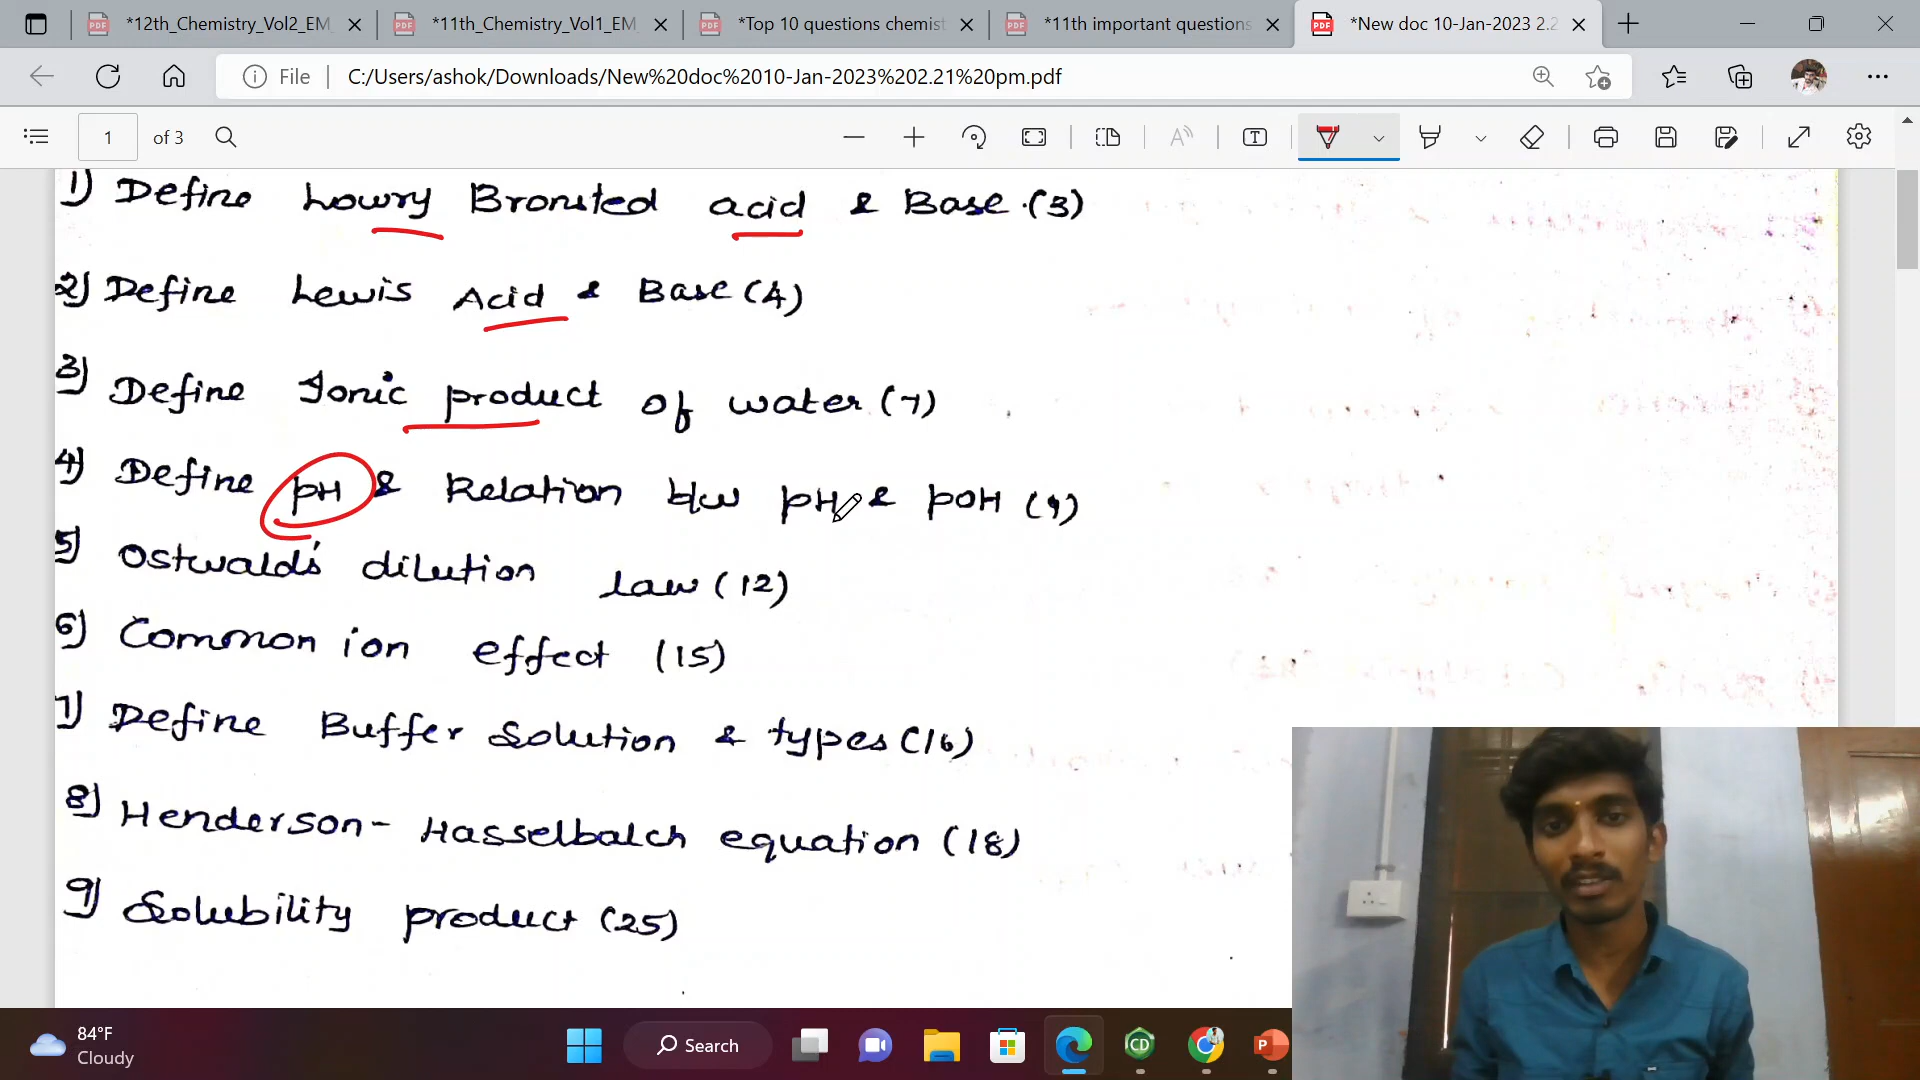 *12th_Chemistry_Vol2_EM_
*11th_Chemistry_Vol1_EM_
*Top 10 questions chemist
*11th important questions
*New doc 10-Jan-2023 2.2
File
C:/Users/ashok/Downloads/New%20doc%2010-Jan-2023%202.21%20pm.pdf
1 of 3
1) Define Lowry Bronsted acid & Base.(3)
2) Define Lewis Acid & Base (4)
3) Define Ionic product of water (7)
4) Define pH & Relation b/w pH & pOH (9)
5) Ostwald's dilution law (12)
6) Common ion effect (15)
7) Define Buffer Solution & types (16)
8) Henderson- Hasselbalch equation (18)
9) Solubility product (25)
84°F
Cloudy
Search
CD
P